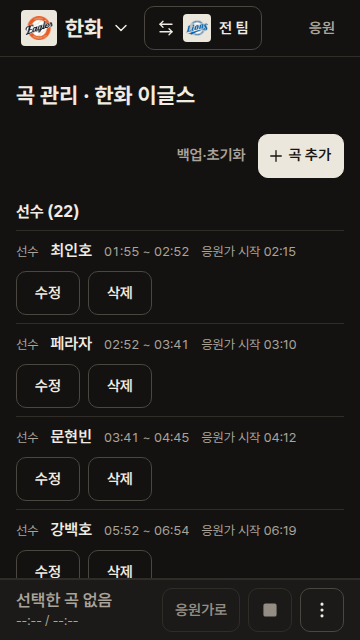 Eagles 한화 Lions 전 팀 응원
곡 관리 · 한화 이글스
백업·초기화 + 곡 추가
선수 (22)
선수 최인호 01:55 ~ 02:52 응원가 시작 02:15
수정 삭제
선수 페라자 02:52 ~ 03:41 응원가 시작 03:10
수정 삭제
선수 문현빈 03:41 ~ 04:45 응원가 시작 04:12
수정 삭제
선수 강백호 05:52 ~ 06:54 응원가 시작 06:19
수정 삭제
선택한 곡 없음 응원가로
--:-- / --:--